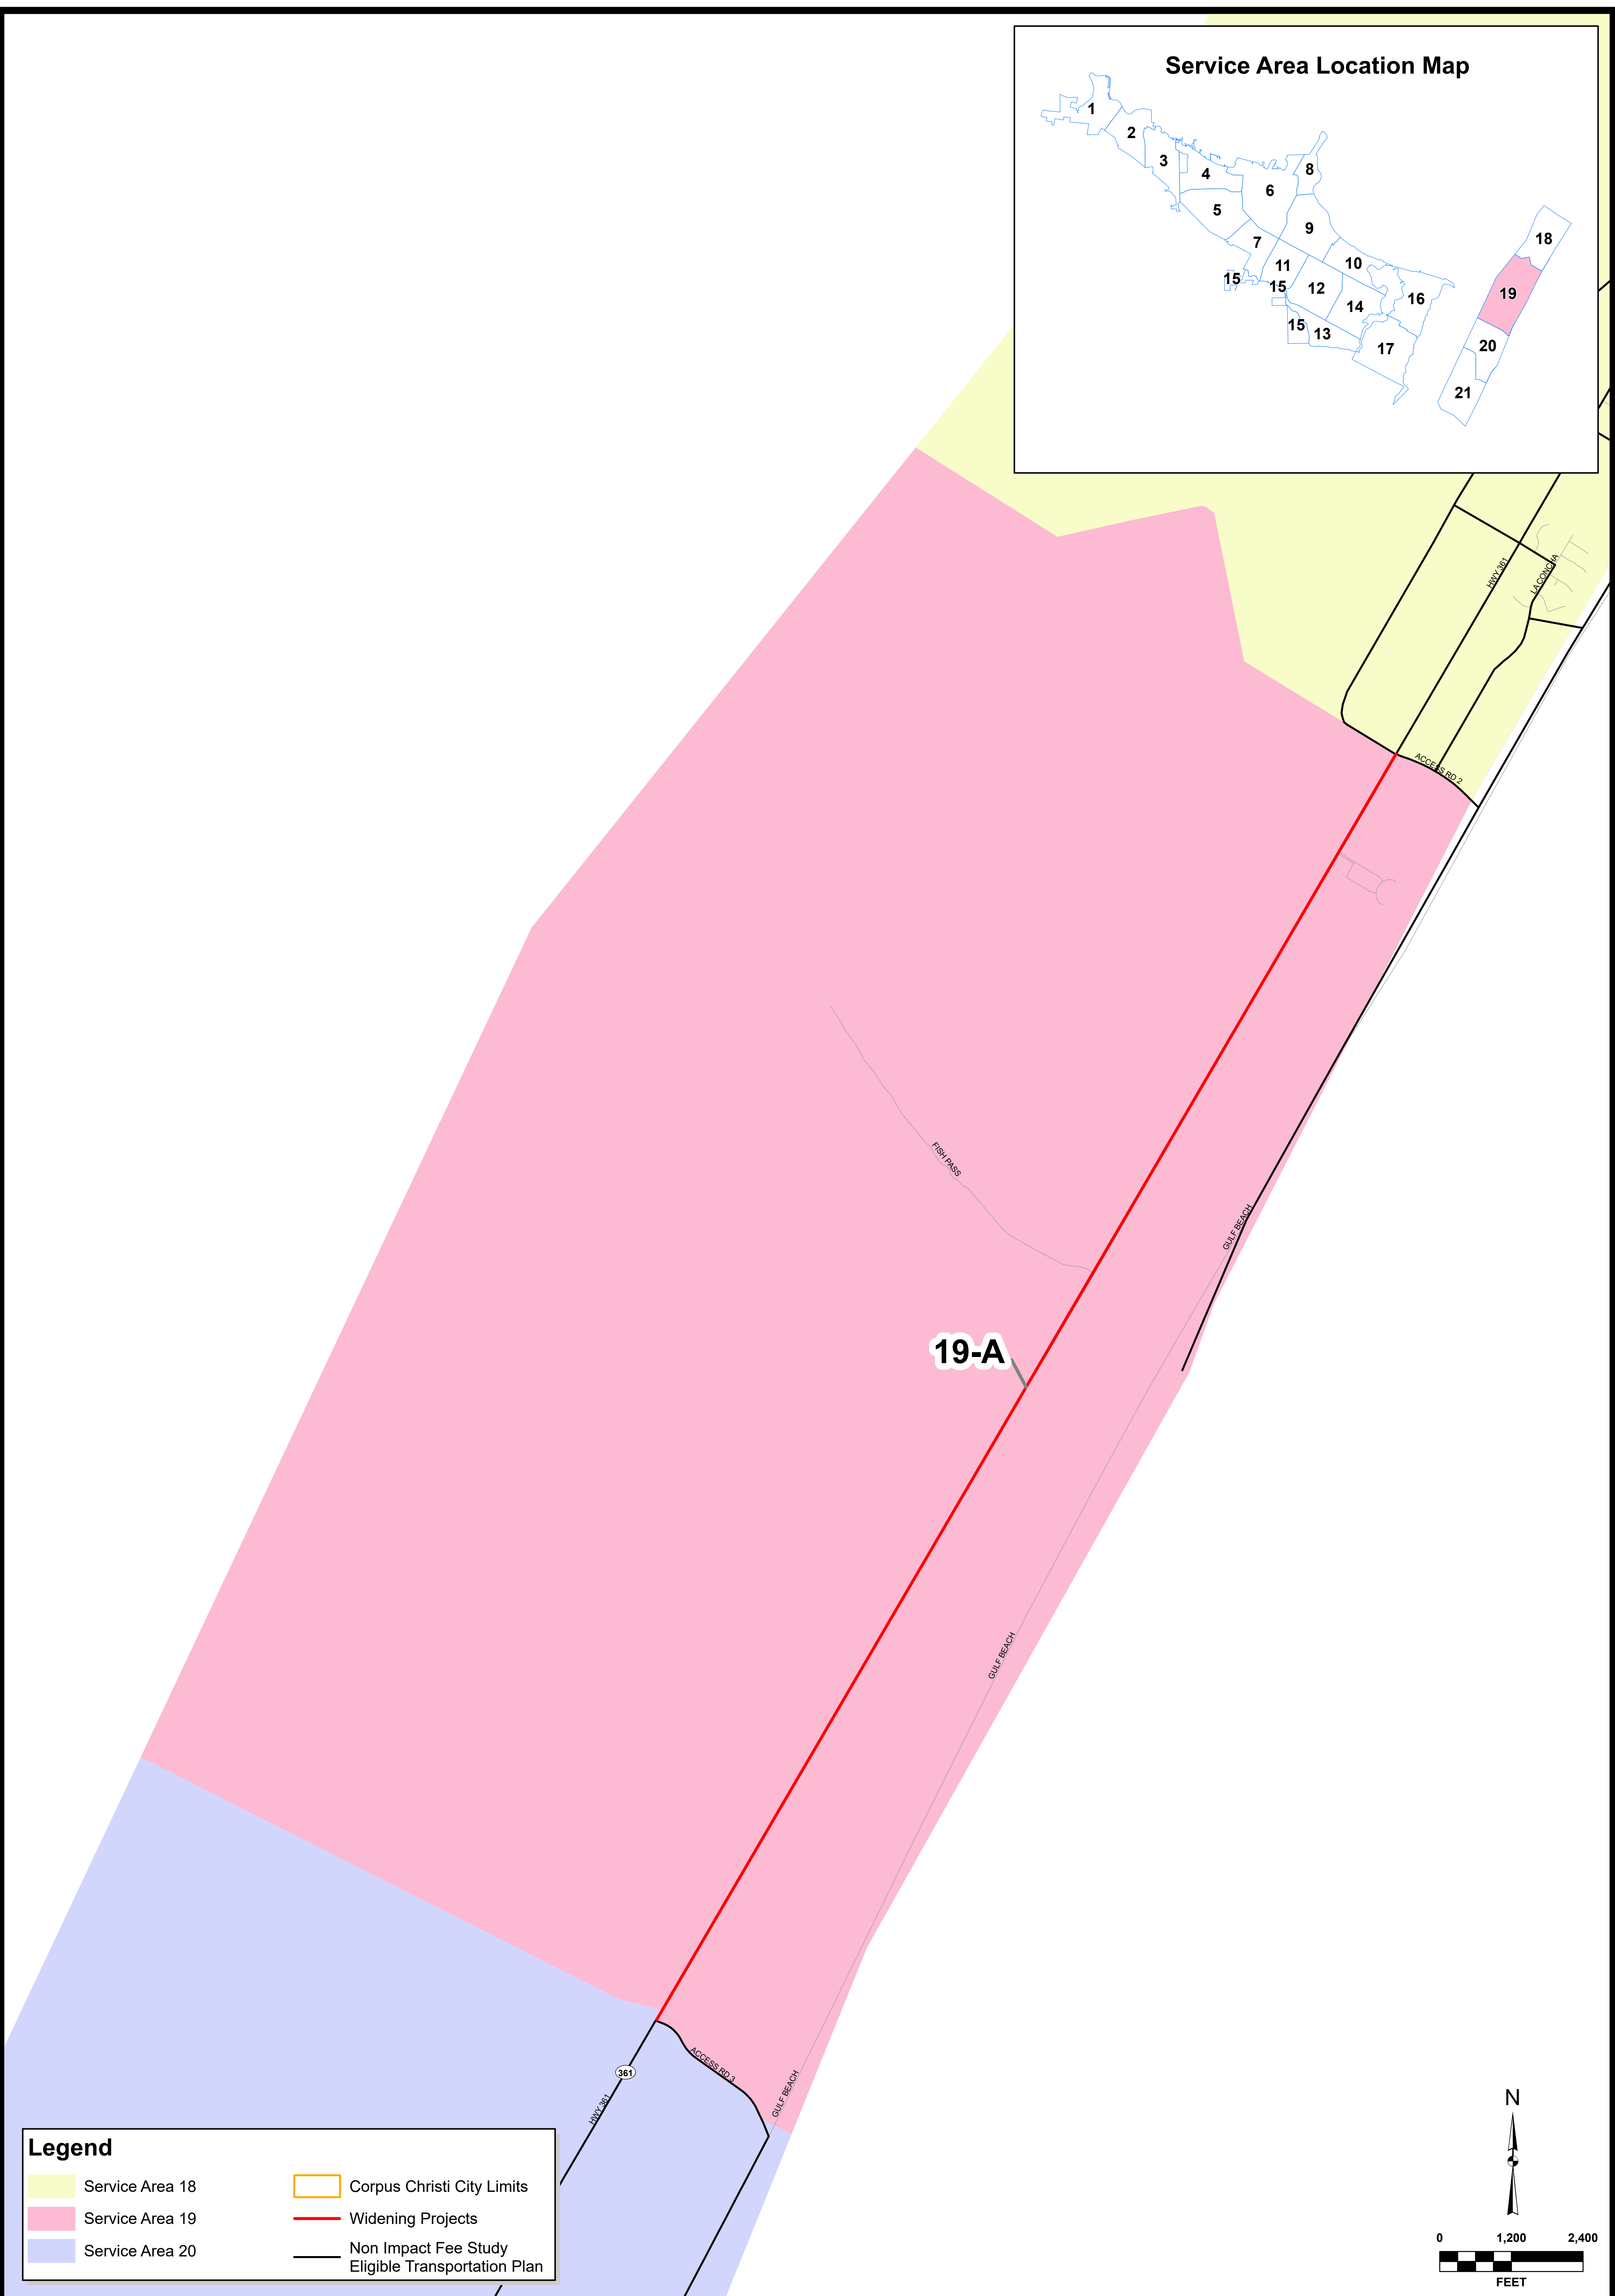 Service Area Location Map
1
2
3
4
5
6
7
8
9
10
11
12
13
14
15
15
15
16
17
18
19
20
21
HWY 361
LA CONCHA
ACCESS RD 2
FISH PASS
GULF BEACH
19-A
GULF BEACH
ACCESS RD 3
361
HWY 361
GULF BEACH
Legend
Service Area 18
Service Area 19
Service Area 20
Corpus Christi City Limits
Widening Projects
Non Impact Fee Study
Eligible Transportation Plan
N
0 1,200 2,400
FEET